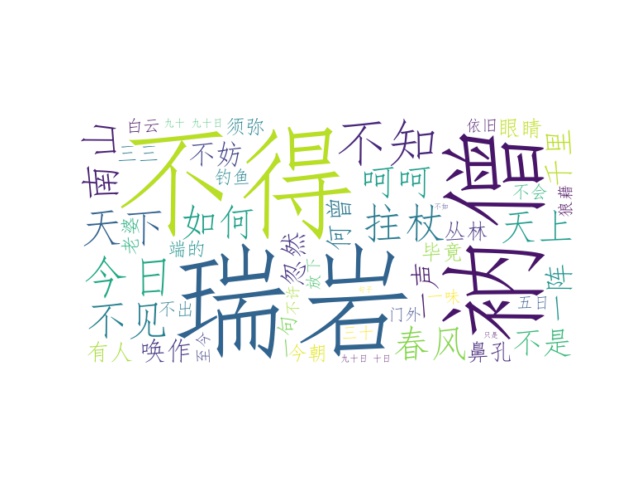 白云
九十 九十日
须弥
不得
不知
依旧
眼睛
千里
南山
三三
不妨
钓鱼
呵呵
何曾
衲僧
不会
狼藉
天下
如何
拄杖
丛林
天上
老婆
端的
忽然
放下
毕竟
今日
瑞岩
一声
一阵
不见
不出
不许
一句
三十
门外
一味
五日
有人
唤作
至今
今朝
九十日 十日
春风
鼻孔
只是
不是